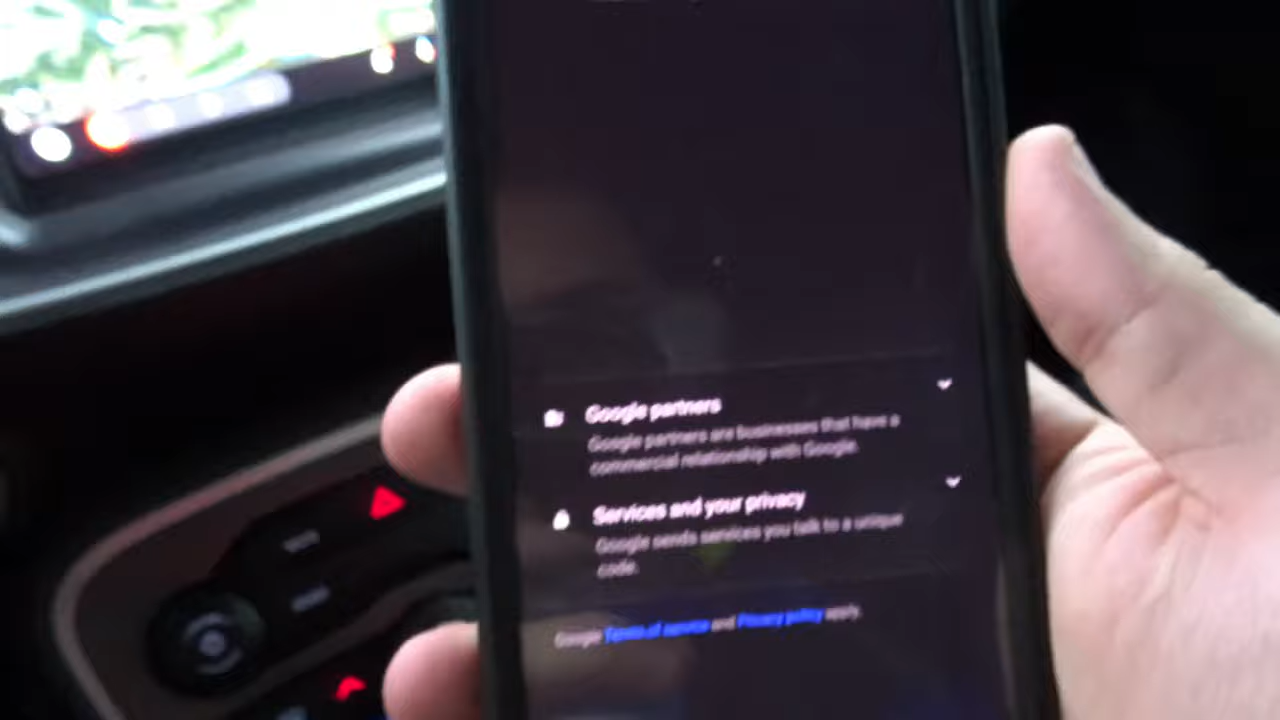 Google partners
Google partners are businesses that have a
commercial relationship with Google.
Services and your privacy
Google sends services you talk to a unique
code.
Google Terms of service and Privacy policy apply.